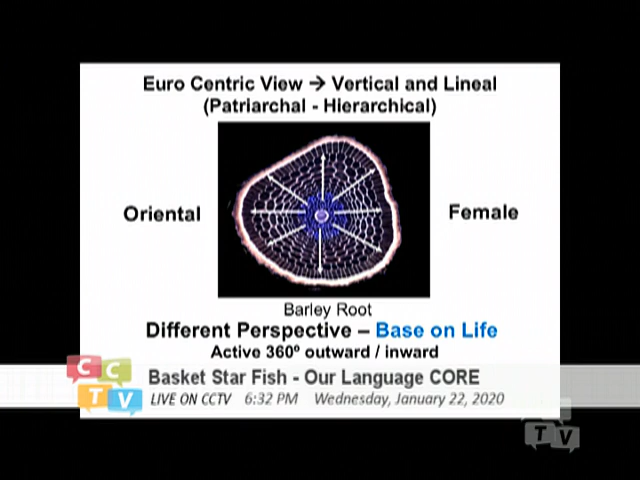 Euro Centric View → Vertical and Lineal
(Patriarchal - Hierarchical)
Oriental
Female
Barley Root
Different Perspective – Base on Life
Active 360º outward / inward
CC
TV
Basket Star Fish - Our Language CORE
LIVE ON CCTV 6:32 PM Wednesday, January 22, 2020
TV